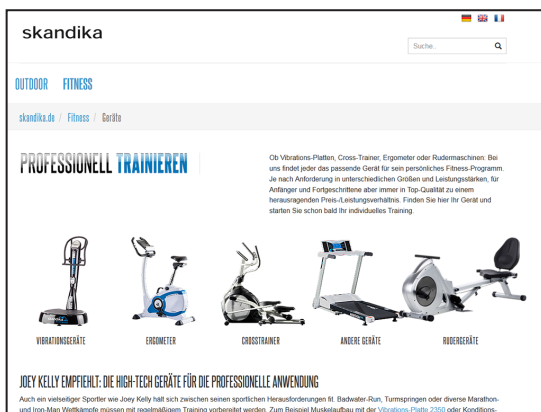 skandika
Suche..
OUTDOOR FITNESS
skandika.de / Fitness / Geräte
PROFESSIONELL TRAINIEREN
Ob Vibrations-Platten, Cross-Trainer, Ergometer oder Rudermaschinen: Bei
uns findet jeder das passende Gerät für sein persönliches Fitness-Programm.
Je nach Anforderung in unterschiedlichen Größen und Leistungsstärken, für
Anfänger und Fortgeschrittene aber immer in Top-Qualität zu einem
herausragenden Preis-/Leistungsverhältnis. Finden Sie hier Ihr Gerät und
starten Sie schon bald Ihr individuelles Training.
VIBRATIONSGERÄTE ERGOMETER CROSSTRAINER ANDERE GERÄTE RUDERGERÄTE
JOEY KELLY EMPFIEHLT: DIE HIGH-TECH GERÄTE FÜR DIE PROFESSIONELLE ANWENDUNG
Auch ein vielseitiger Sportler wie Joey Kelly hält sich zwischen seinen sportlichen Herausforderungen fit. Badwater-Run, Turmspringen oder diverse Marathon-
und Iron-Man Wettkämpfe müssen mit regelmäßigem Training vorbereitet werden. Zum Beispiel Muskelaufbau mit der Vibrations-Platte 2350 oder Konditions-